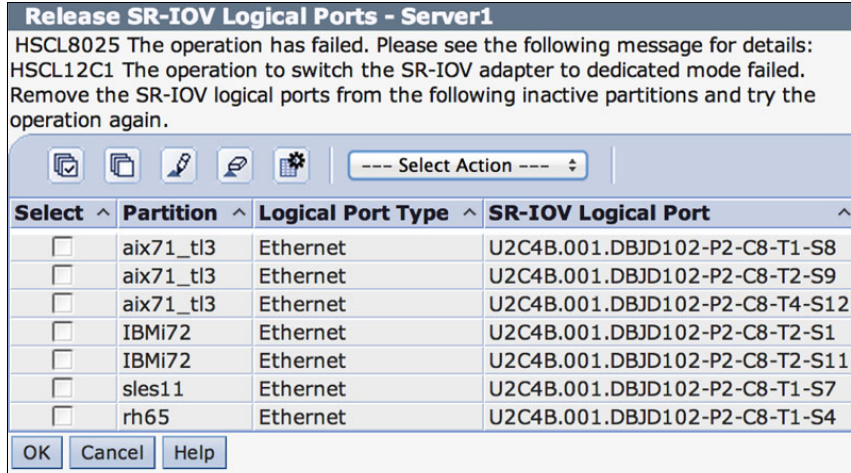 Release SR-IOV Logical Ports - Server1
HSCL8025 The operation has failed. Please see the following message for details:
HSCL12C1 The operation to switch the SR-IOV adapter to dedicated mode failed.
Remove the SR-IOV logical ports from the following inactive partitions and try the
operation again.
--- Select Action ---
Select ^ Partition ^ Logical Port Type ^ SR-IOV Logical Port ^
aix71_tl3 Ethernet U2C4B.001.DBJD102-P2-C8-T1-S8
aix71_tl3 Ethernet U2C4B.001.DBJD102-P2-C8-T2-S9
aix71_tl3 Ethernet U2C4B.001.DBJD102-P2-C8-T4-S12
IBMi72 Ethernet U2C4B.001.DBJD102-P2-C8-T2-S1
IBMi72 Ethernet U2C4B.001.DBJD102-P2-C8-T2-S11
sles11 Ethernet U2C4B.001.DBJD102-P2-C8-T1-S7
rh65 Ethernet U2C4B.001.DBJD102-P2-C8-T1-S4
OK Cancel Help